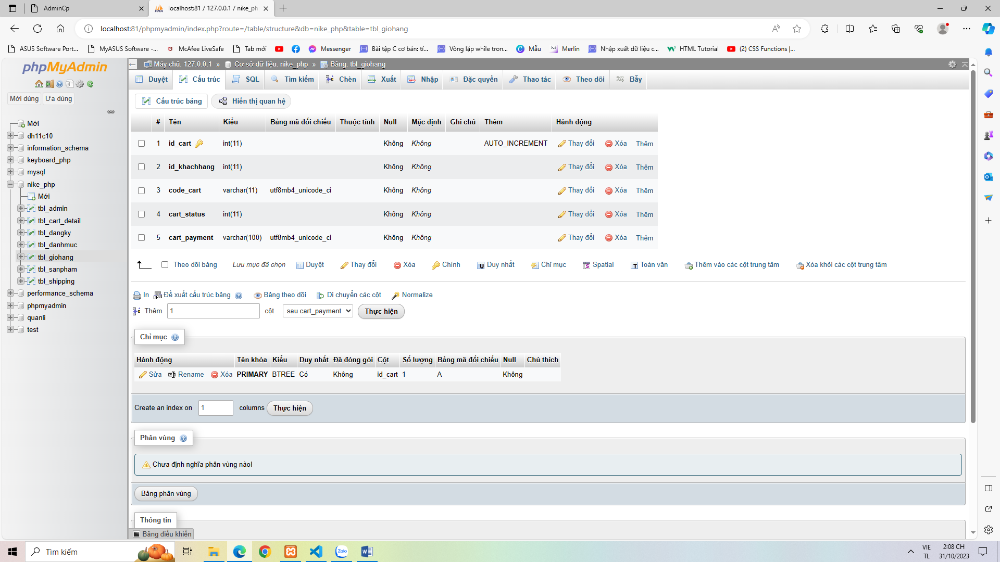 AdminCp
localhost:81 / 127.0.0.1 / nike_ph
localhost:81/phpmyadmin/index.php?route=/table/structure&db=nike_php&table=tbl_giohang
ASUS Software Port...
MyASUS Software -...
McAfee LiveSafe
Tab mới
Messenger
Bài tập C cơ bản: tí...
Vòng lặp while tron...
Mẫu
Merlin
Nhập xuất dữ liệu c...
HTML Tutorial
(2) CSS Functions |...
phpMyAdmin
Mới dùng Ưa dùng
Mới
dh11c10
information_schema
keyboard_php
mysql
nike_php
Mới
tbl_admin
tbl_cart_detail
tbl_dangky
tbl_danhmuc
tbl_giohang
tbl_sanpham
tbl_shipping
performance_schema
phpmyadmin
quanli
test
Máy chủ: 127.0.0.1 » Cơ sở dữ liệu: nike_php » Bảng: tbl_giohang
Duyệt Cấu trúc SQL Tìm kiếm Chèn Xuất Nhập Đặc quyền Thao tác Theo dõi Bẫy
Cấu trúc bảng Hiển thị quan hệ
# Tên Kiểu Bảng mã đối chiếu Thuộc tính Null Mặc định Ghi chú Thêm Hành động
1 id_cart int(11) Không Không AUTO_INCREMENT Thay đổi Xóa Thêm
2 id_khachhang int(11) Không Không Thay đổi Xóa Thêm
3 code_cart varchar(11) utf8mb4_unicode_ci Không Không Thay đổi Xóa Thêm
4 cart_status int(11) Không Không Thay đổi Xóa Thêm
5 cart_payment varchar(100) utf8mb4_unicode_ci Không Không Thay đổi Xóa Thêm
Theo dõi bảng Lưu mục đã chọn Duyệt Thay đổi Xóa Chính Duy nhất Chỉ mục Spatial Toàn văn Thêm vào các cột trung tâm Xóa khỏi các cột trung tâm
In Đề xuất cấu trúc bảng Bảng theo dõi Di chuyển các cột Normalize
Thêm 1 cột sau cart_payment Thực hiện
Chỉ mục
Hành động Tên khóa Kiểu Duy nhất Đã đóng gói Cột Số lượng Bảng mã đối chiếu Null Chú thích
Sửa Rename Xóa PRIMARY BTREE Có Không id_cart 1 A Không
Create an index on 1 columns Thực hiện
Phân vùng
Chưa định nghĩa phân vùng nào!
Bảng phân vùng
Thông tin
Bảng điều khiển
Tìm kiếm
Zalo
VIE
TL
2:08 CH
31/10/2023